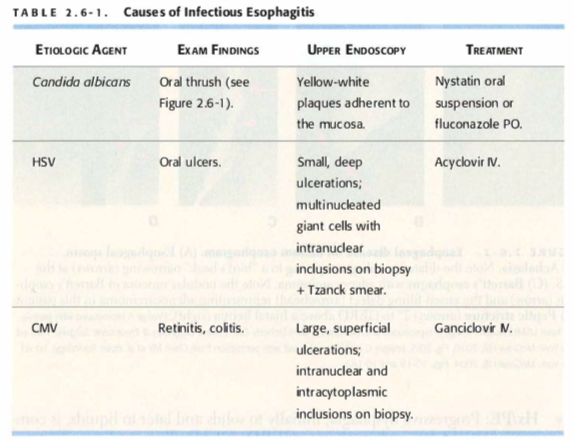 TABLE 2.6-1. Causes of Infectious Esophagitis
ETIOLOGIC AGENT EXAM FINDINGS UPPER ENDOSCOPY TREATMENT
Candida albicans Oral thrush (see Yellow-white Nystatin oral
Figure 2.6-1). plaques adherent to suspension or
the mucosa. fluconazole PO.
HSV Oral ulcers. Small, deep Acyclovir IV.
ulcerations;
multinucleated
giant cells with
intranuclear
inclusions on biopsy
+ Tzanck smear.
CMV Retinitis, colitis. Large, superficial Ganciclovir IV.
ulcerations;
intranuclear and
intracytoplasmic
inclusions on biopsy.